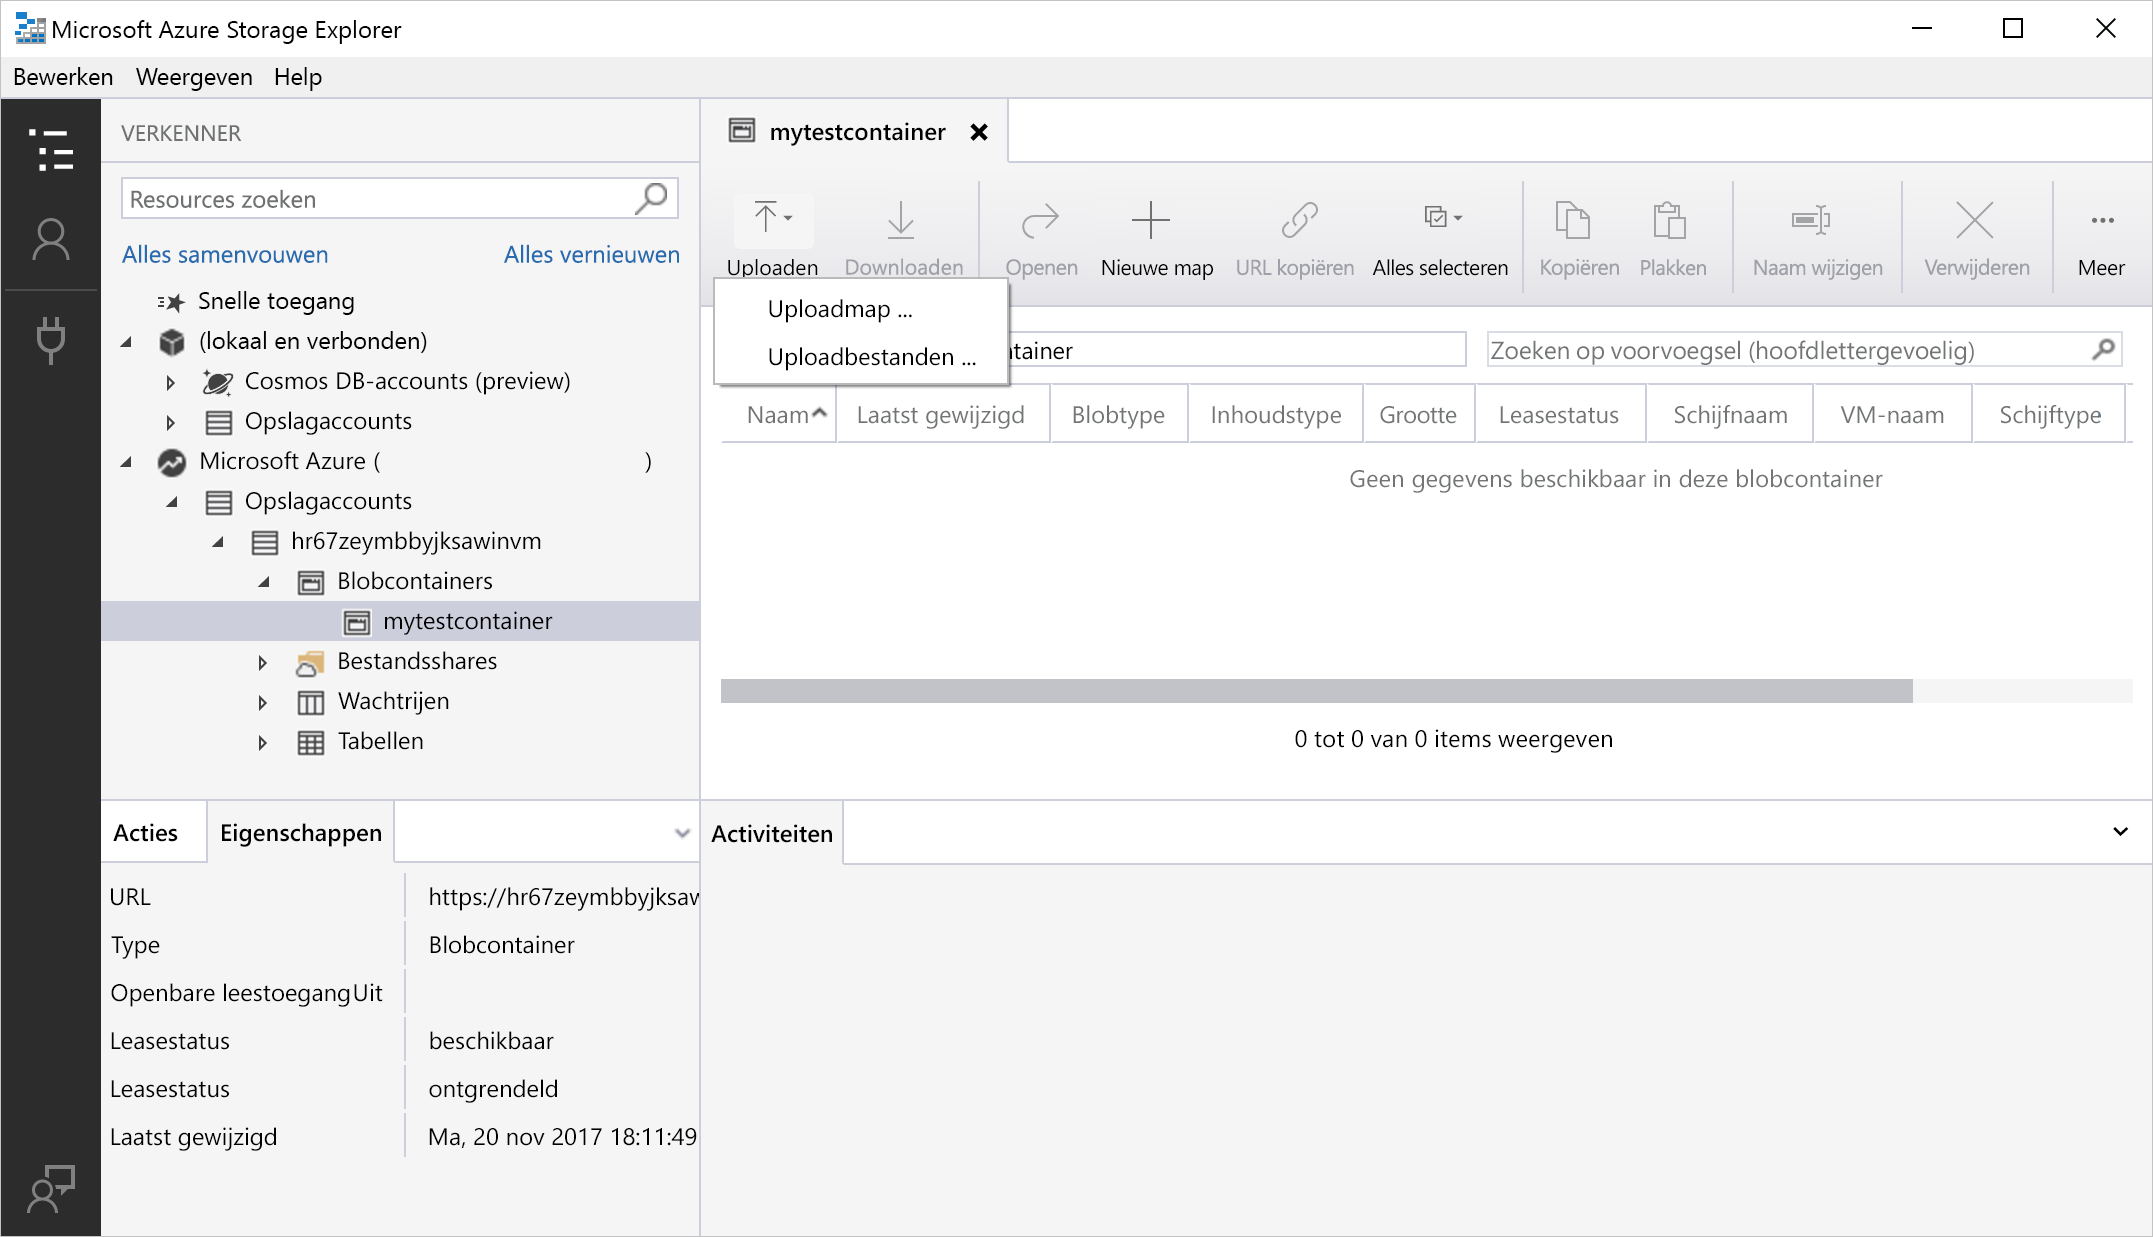 Microsoft Azure Storage Explorer
Bewerken Weergeven Help
VERKENNER
Resources zoeken
Alles samenvouwen Alles vernieuwen
Snelle toegang
(lokaal en verbonden)
Cosmos DB-accounts (preview)
Opslagaccounts
Microsoft Azure ( )
Opslagaccounts
hr67zeymbbyjksawinvm
Blobcontainers
mytestcontainer
Bestandsshares
Wachtrijen
Tabellen
mytestcontainer
Uploaden Downloaden Openen Nieuwe map URL kopiëren Alles selecteren Kopiëren Plakken Naam wijzigen Verwijderen Meer
Uploadmap ...
Uploadbestanden ...
tainer
Zoeken op voorvoegsel (hoofdlettergevoelig)
Naam Laatst gewijzigd Blobtype Inhoudstype Grootte Leasestatus Schijfnaam VM-naam Schijftype
Geen gegevens beschikbaar in deze blobcontainer
0 tot 0 van 0 items weergeven
Acties Eigenschappen
URL https://hr67zeymbbyjksaw
Type Blobcontainer
Openbare leestoegangUit
Leasestatus beschikbaar
Leasestatus ontgrendeld
Laatst gewijzigd Ma, 20 nov 2017 18:11:49
Activiteiten